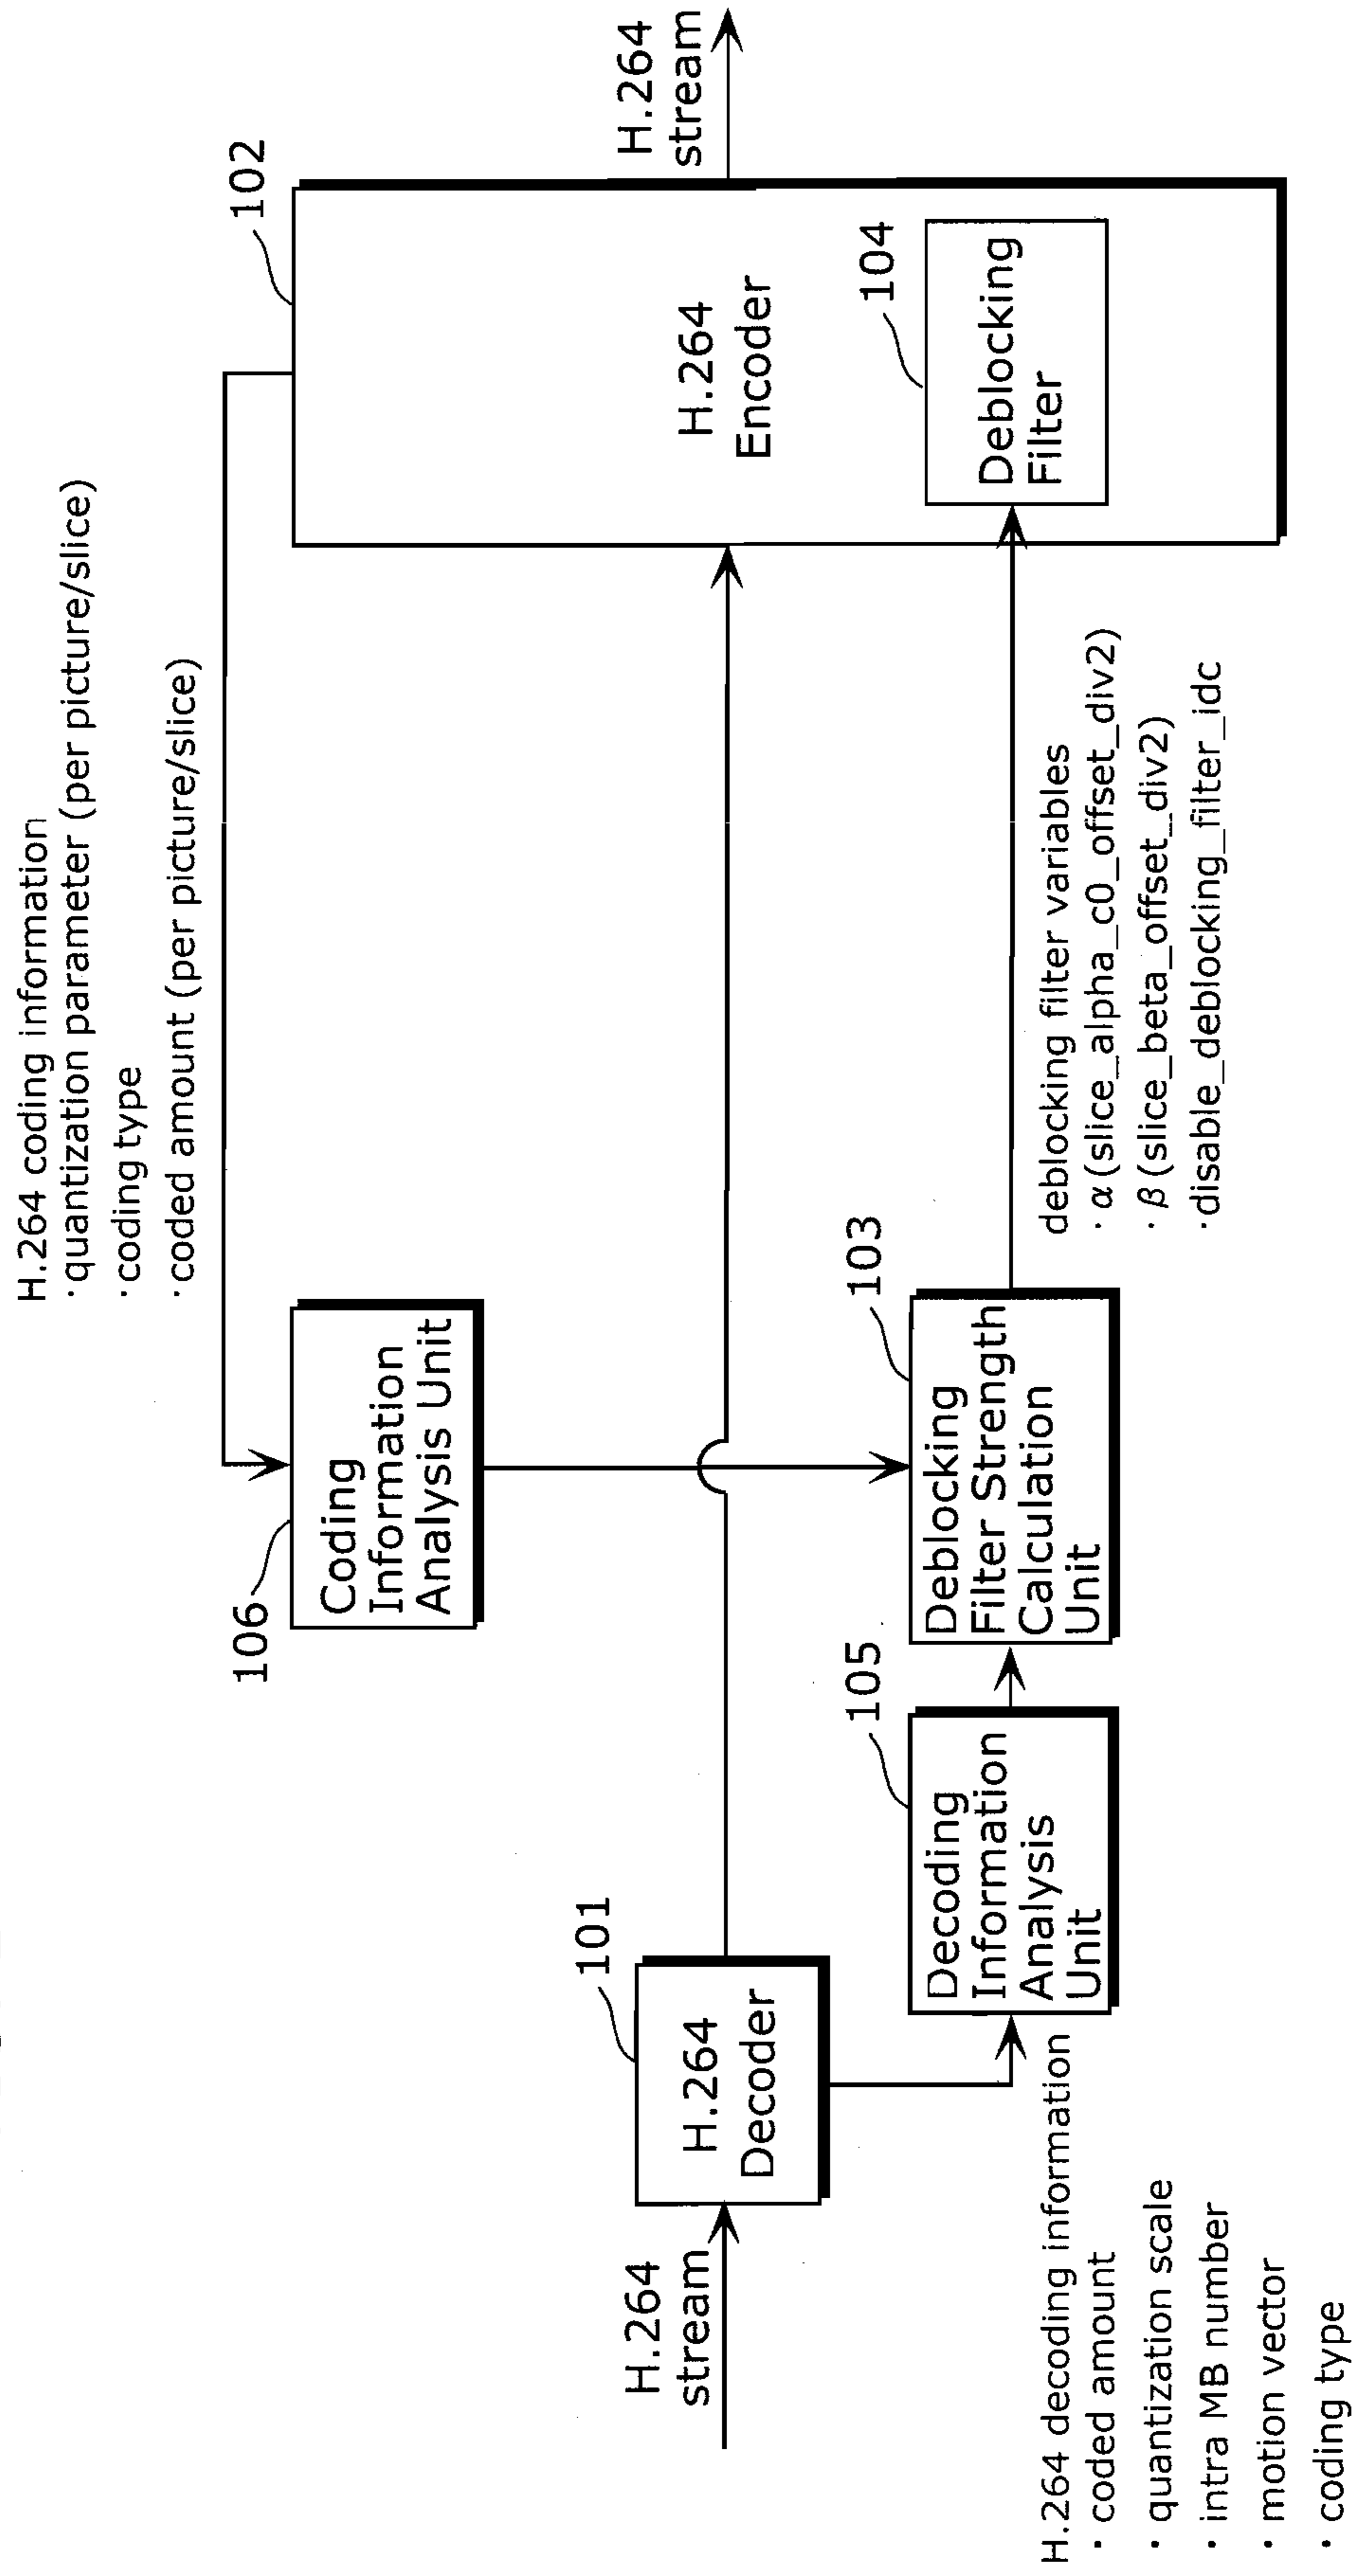 H.264 coding information
·quantization parameter (per picture/slice)
·coding type
·coded amount (per picture/slice)
106
Coding
Information
Analysis Unit
102
H.264
Encoder
H.264
stream
101
H.264
Decoder
H.264
stream
105
Decoding
Information
Analysis
Unit
103
Deblocking
Filter Strength
Calculation
Unit
104
Deblocking
Filter
H.264 decoding information
·coded amount
·quantization scale
·intra MB number
·motion vector
·coding type
deblocking filter variables
·α(slice_alpha_c0_offset_div2)
·β(slice_beta_offset_div2)
·disable_deblocking_filter_idc